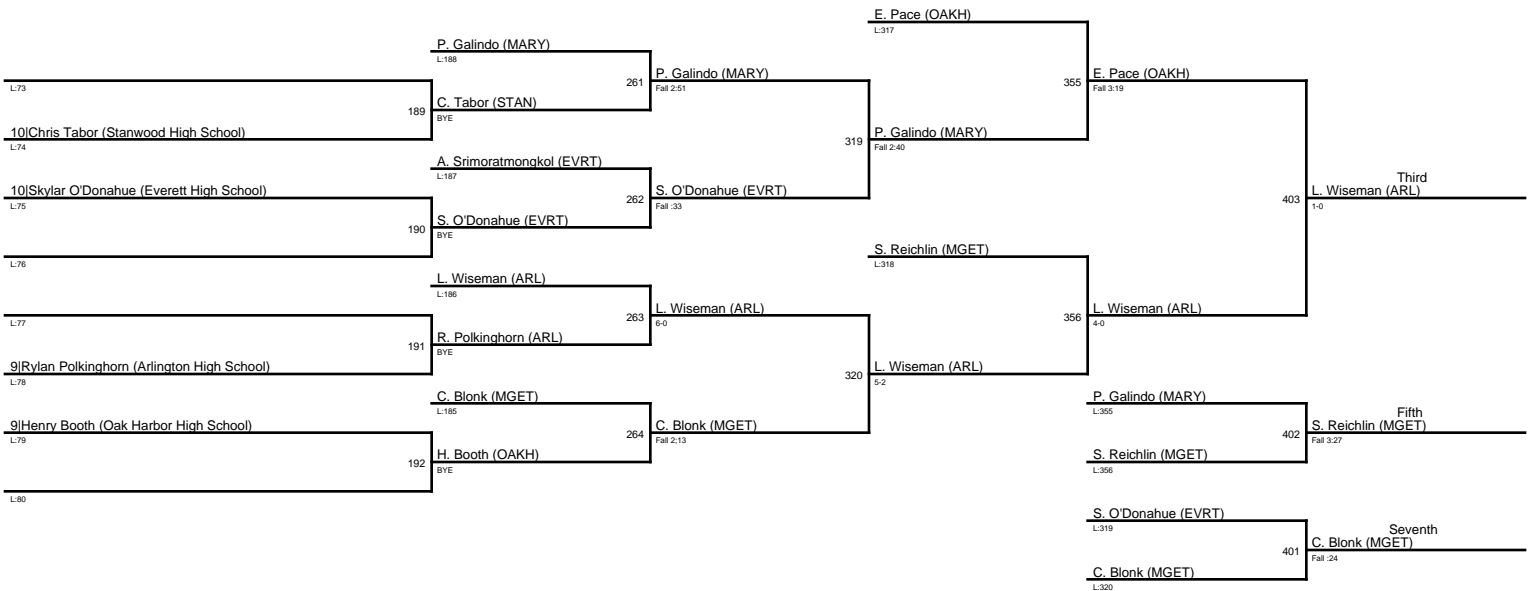 E. Pace (OAKH)
L:317
P. Galindo (MARY)
L:188
261
P. Galindo (MARY)
Fall 2:51
355
E. Pace (OAKH)
Fall 3:19
L:73
189
C. Tabor (STAN)
BYE
10|Chris Tabor (Stanwood High School)
L:74
319
P. Galindo (MARY)
Fall 2:40
A. Srimoratmongkol (EVRT)
L:187
10|Skylar O'Donahue (Everett High School)
L:75
262
S. O'Donahue (EVRT)
Fall :33
403
Third
L. Wiseman (ARL)
1-0
190
S. O'Donahue (EVRT)
BYE
L:76
S. Reichlin (MGET)
L:318
L. Wiseman (ARL)
L:186
L:77
263
L. Wiseman (ARL)
6-0
356
L. Wiseman (ARL)
4-0
191
R. Polkinghorn (ARL)
BYE
9|Rylan Polkinghorn (Arlington High School)
L:78
320
L. Wiseman (ARL)
5-2
C. Blonk (MGET)
L:185
P. Galindo (MARY)
L:355
9|Henry Booth (Oak Harbor High School)
L:79
264
C. Blonk (MGET)
Fall 2;13
402
Fifth
S. Reichlin (MGET)
Fall 3:27
192
H. Booth (OAKH)
BYE
S. Reichlin (MGET)
L:356
L:80
S. O'Donahue (EVRT)
L:319
401
Seventh
C. Blonk (MGET)
Fall :24
C. Blonk (MGET)
L:320